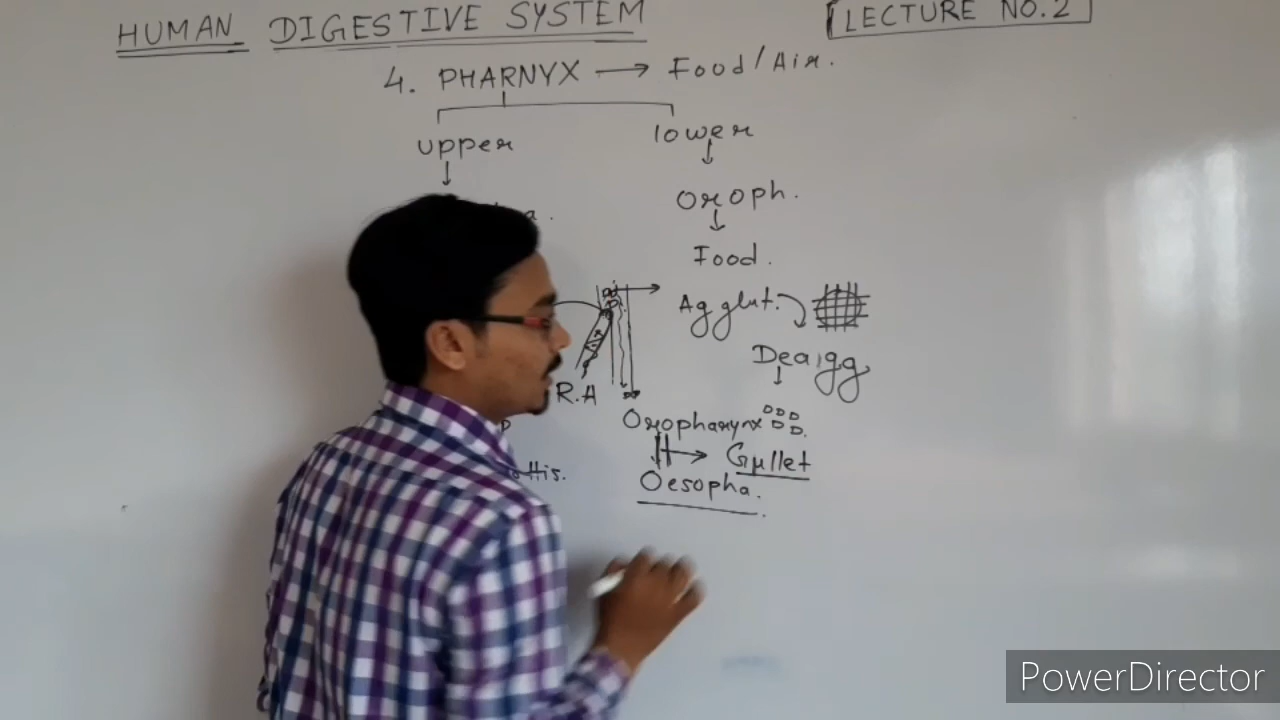 HUMAN DIGESTIVE SYSTEM
LECTURE NO.2
4. PHARNYX → Food/Air.
upper
lower
↓
↓
Oroph.
↓
Food.
Agglut.
Deaigg
↓
R.A
Oropharynx
Gullet
Oesopha.
PowerDirector